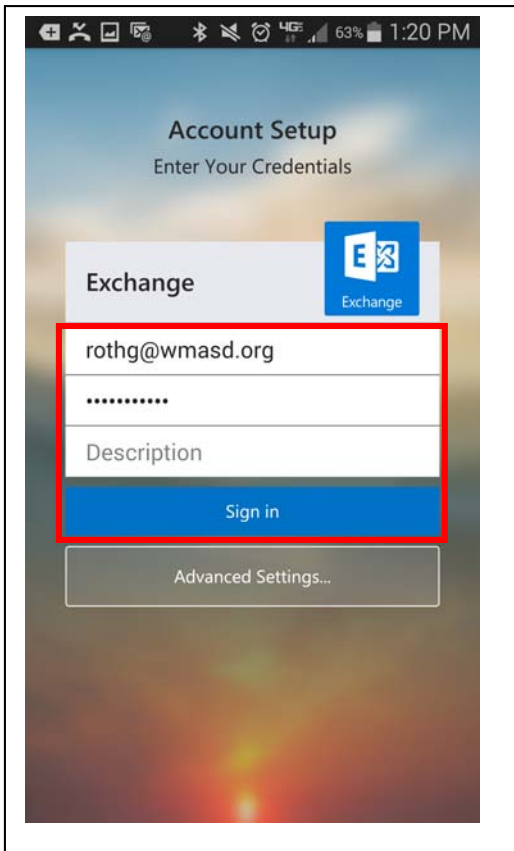 4G 63% 1:20 PM
Account Setup
Enter Your Credentials
Exchange
E
Exchange
rothg@wmasd.org
•••••••••••
Description
Sign in
Advanced Settings...